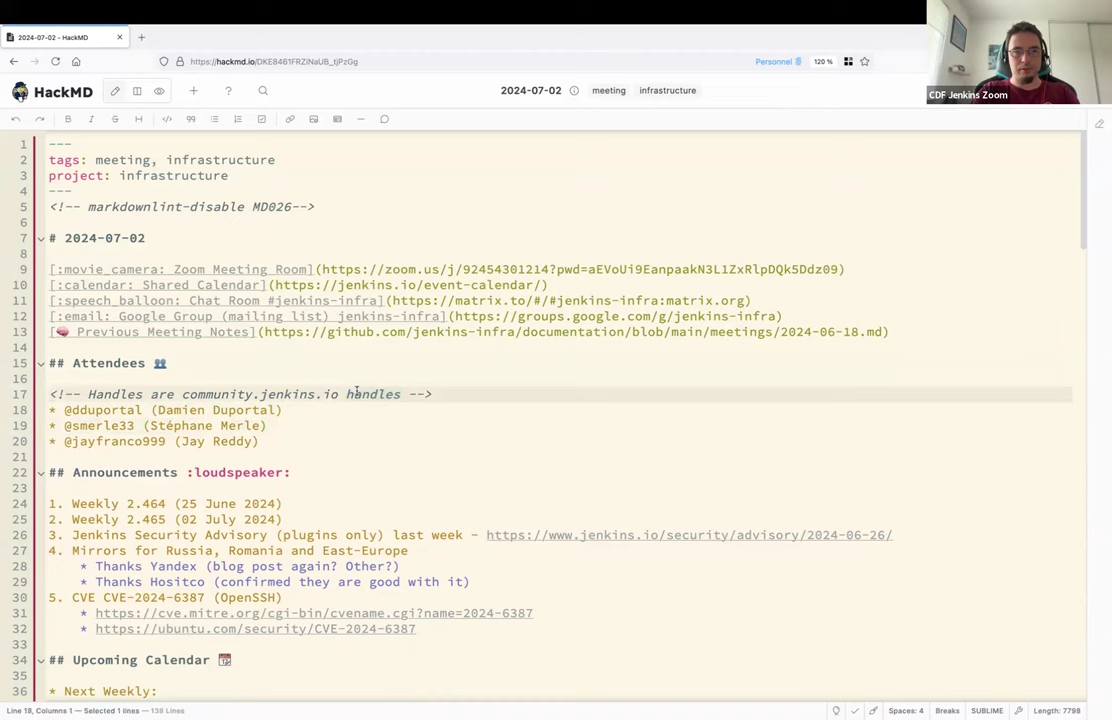 2024-07-02 - HackMD
https://hackmd.io/DKE8461FRZiNaUB_tjPzGg
Personnel
120 %
CDF Jenkins Zoom
HackMD
2024-07-02
meeting
infrastructure
1 ---
2 tags: meeting, infrastructure
3 project: infrastructure
4 ---
5 <!-- markdownlint-disable MD026-->
6
7 # 2024-07-02
8
9 [:movie_camera: Zoom Meeting Room](https://zoom.us/j/92454301214?pwd=aEVoUi9EanpaakN3L1ZxRlpDQk5Ddz09)
10 [:calendar: Shared Calendar](https://jenkins.io/event-calendar/)
11 [:speech_balloon: Chat Room #jenkins-infra](https://matrix.to/#/#jenkins-infra:matrix.org)
12 [:email: Google Group (mailing list) jenkins-infra](https://groups.google.com/g/jenkins-infra)
13 [🧠 Previous Meeting Notes](https://github.com/jenkins-infra/documentation/blob/main/meetings/2024-06-18.md)
14
15 ## Attendees 👥
16
17 <!-- Handles are community.jenkins.io handles -->
18 * @dduportal (Damien Duportal)
19 * @smerle33 (Stéphane Merle)
20 * @jayfranco999 (Jay Reddy)
21
22 ## Announcements :loudspeaker:
23
24 1. Weekly 2.464 (25 June 2024)
25 2. Weekly 2.465 (02 July 2024)
26 3. Jenkins Security Advisory (plugins only) last week - https://www.jenkins.io/security/advisory/2024-06-26/
27 4. Mirrors for Russia, Romania and East-Europe
28 * Thanks Yandex (blog post again? Other?)
29 * Thanks Hositco (confirmed they are good with it)
30 5. CVE CVE-2024-6387 (OpenSSH)
31 * https://cve.mitre.org/cgi-bin/cvename.cgi?name=2024-6387
32 * https://ubuntu.com/security/CVE-2024-6387
33
34 ## Upcoming Calendar 📆
35
36 * Next Weekly:
Line 18, Columns 1 — Selected 1 lines — 138 Lines
Spaces: 4
Breaks
SUBLIME
Length: 7798